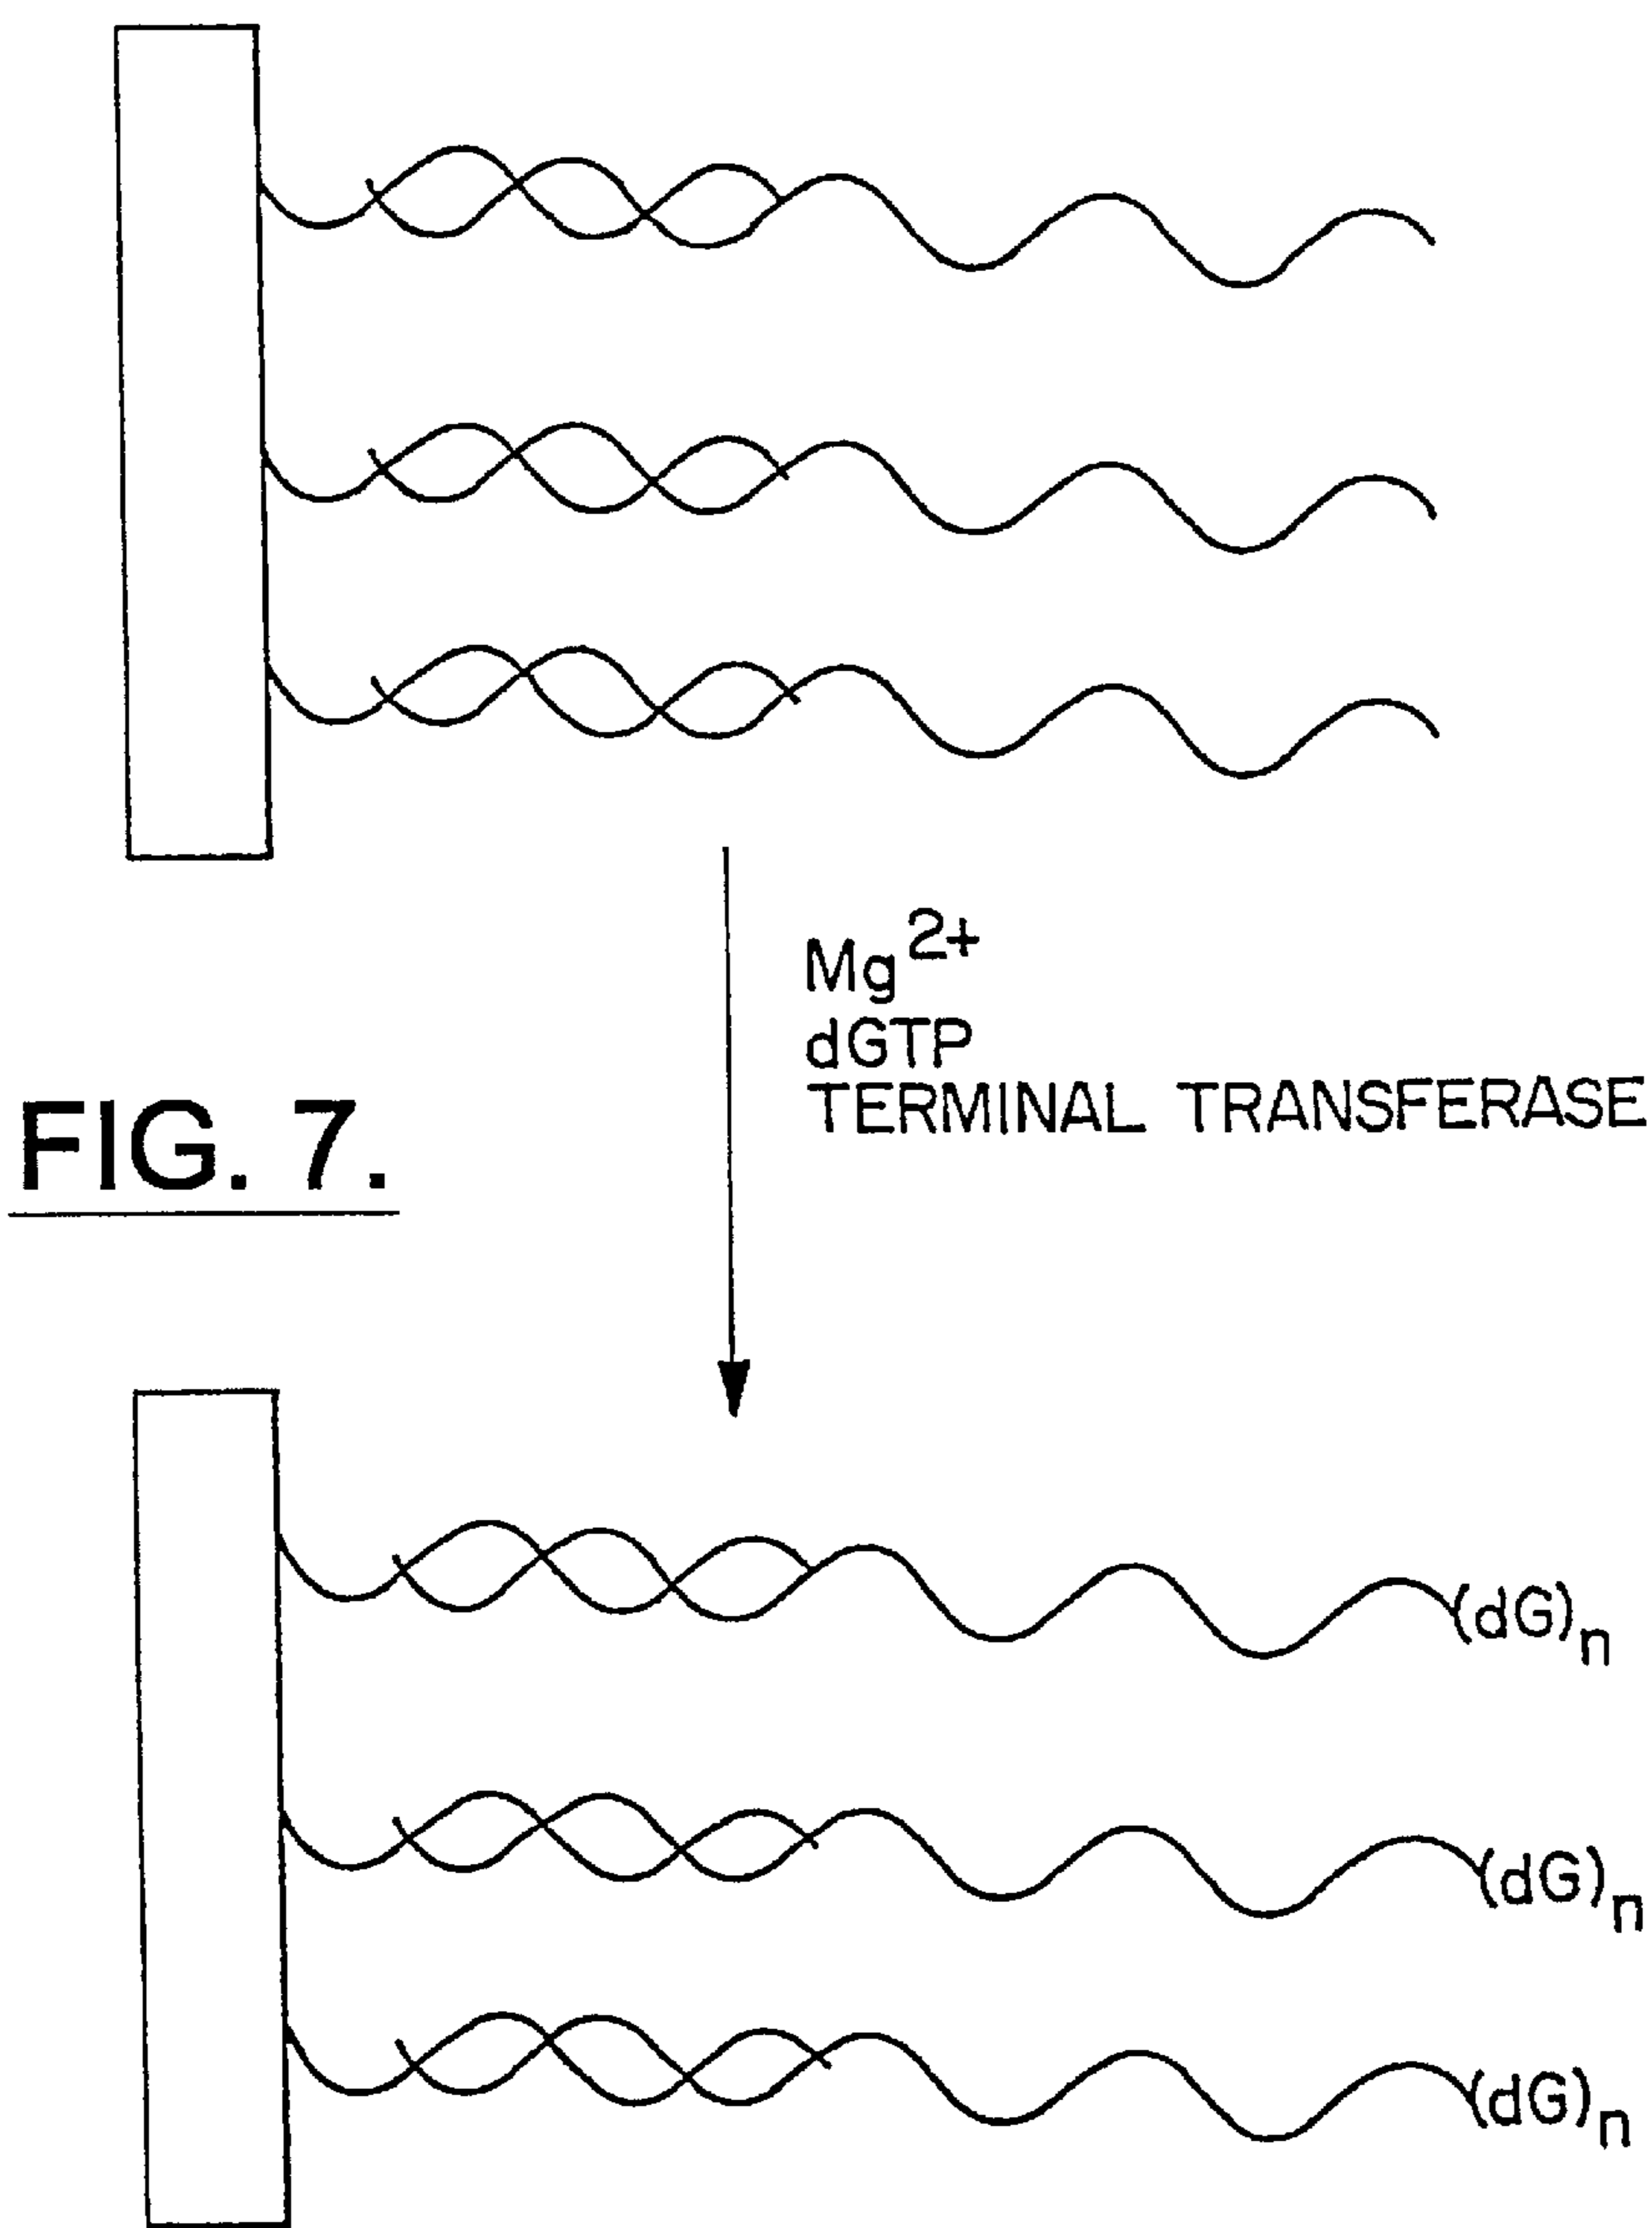 Mg2+
dGTP
TERMINAL TRANSFERASE
FIG. 7.
(dG)n
(dG)n
(dG)n